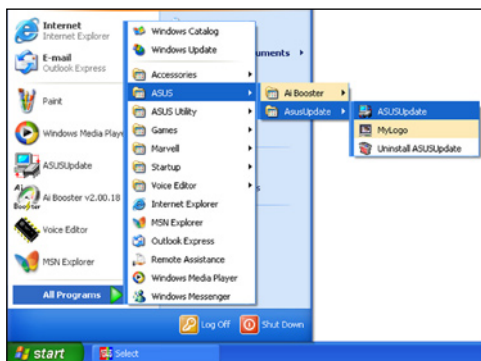 Internet
Internet Explorer
E-mail
Outlook Express
Paint
Windows Media Play
ASUSUpdate
Ai Booster v2.00.18
Voice Editor
MSN Explorer
All Programs
Windows Catalog
Windows Update
Accessories
ASUS
ASUS Utility
Games
Marvell
Startup
Voice Editor
Internet Explorer
MSN Explorer
Outlook Express
Remote Assistance
Windows Media Player
Windows Messenger
uments
s
Ai Booster
AsusUpdate
ASUSUpdate
MyLogo
Uninstall ASUSUpdate
Log Off
Shut Down
start
Select